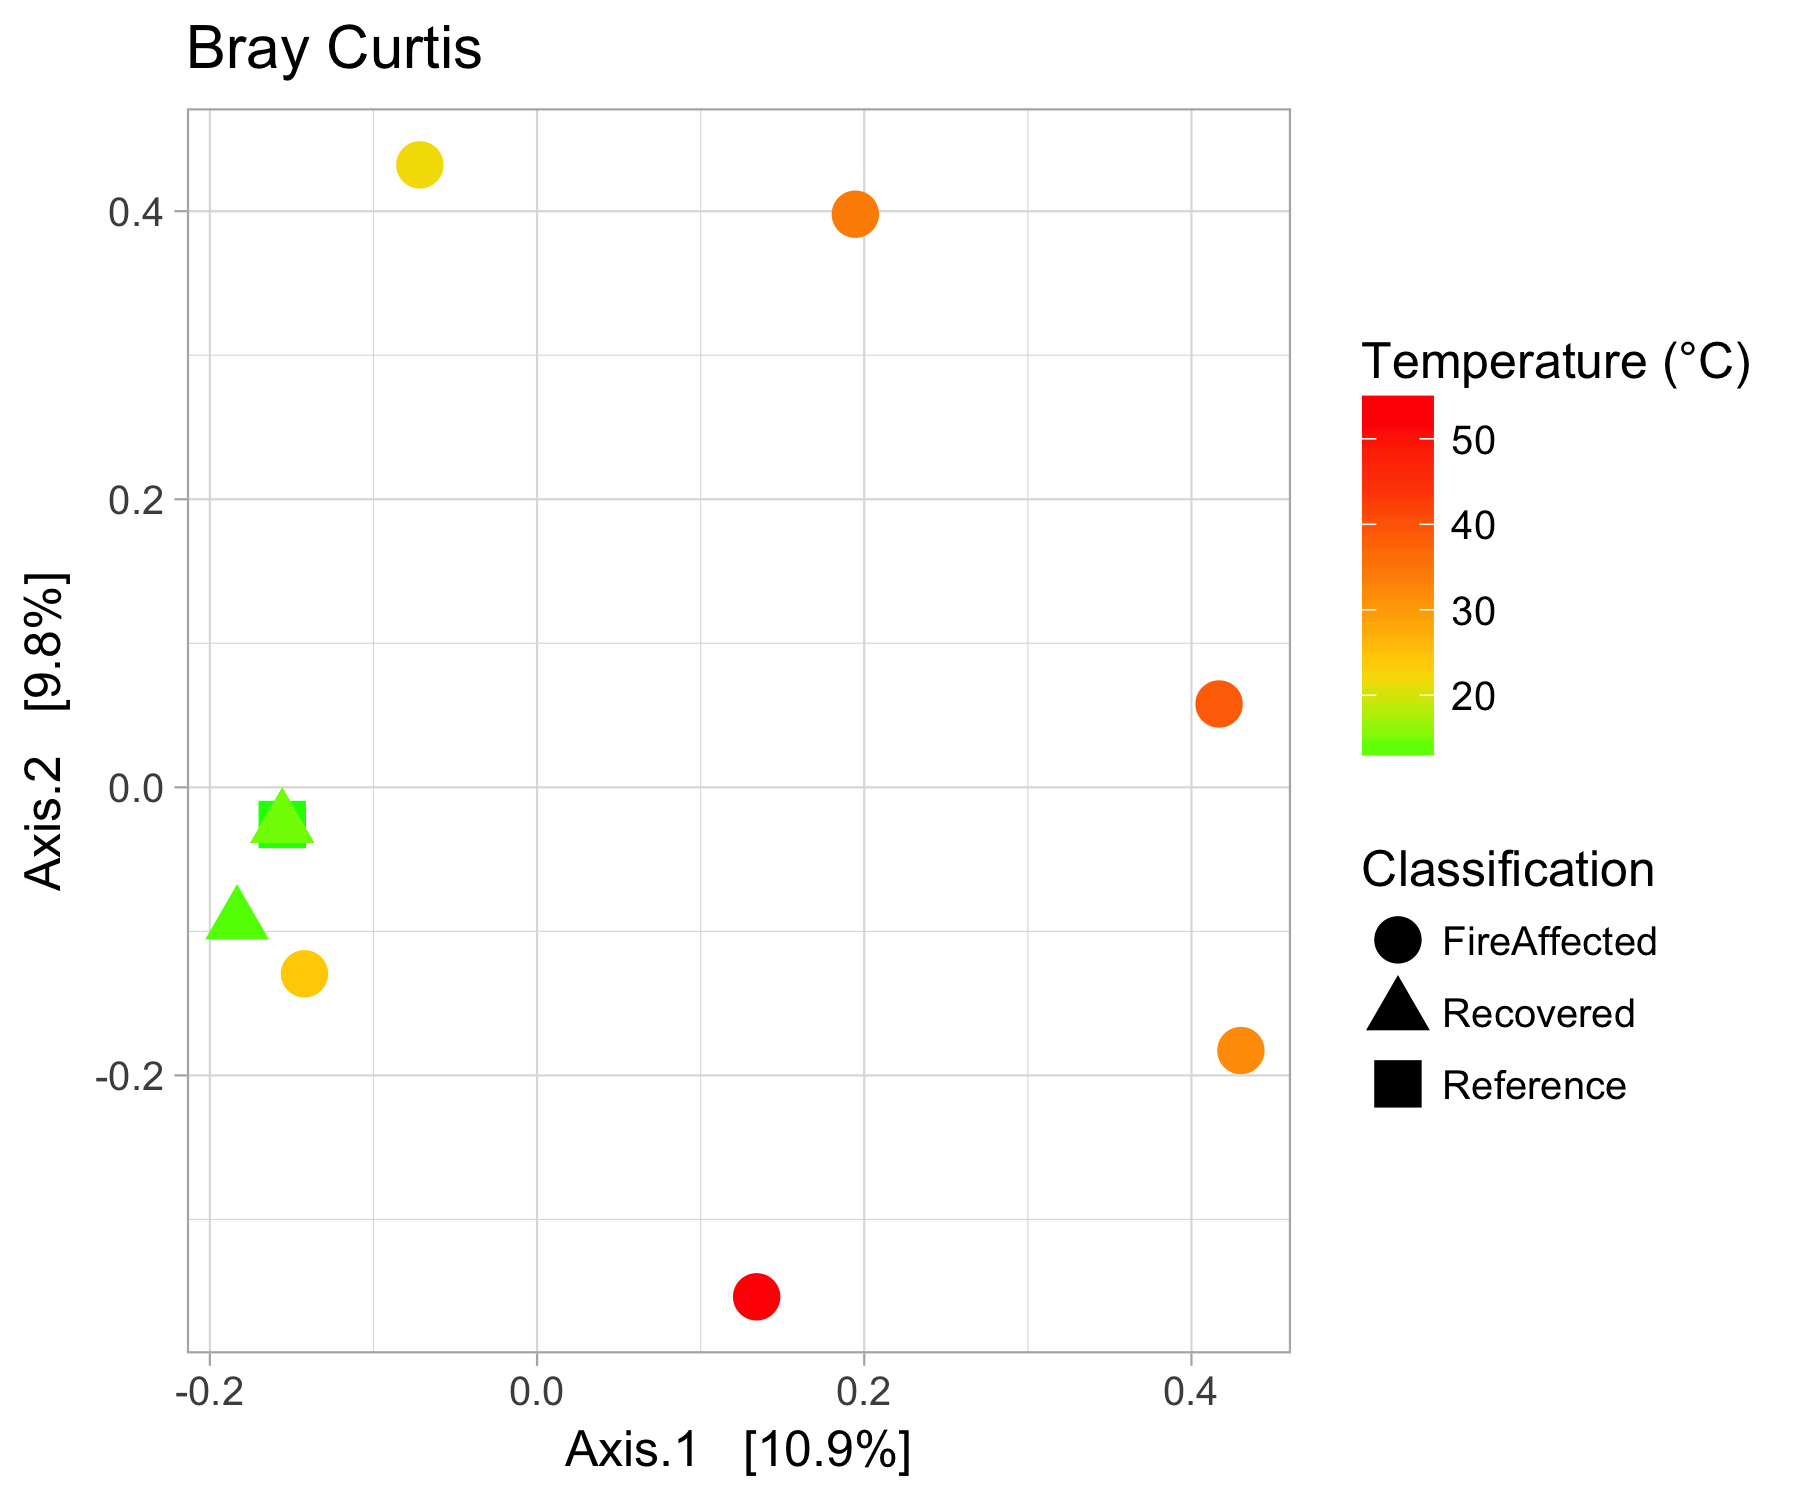 Bray Curtis
0.4
0.2
0.0
-0.2
Axis.2 [9.8%]
-0.2 0.0 0.2 0.4
Axis.1 [10.9%]
Temperature (°C)
50
40
30
20
Classification
FireAffected
Recovered
Reference